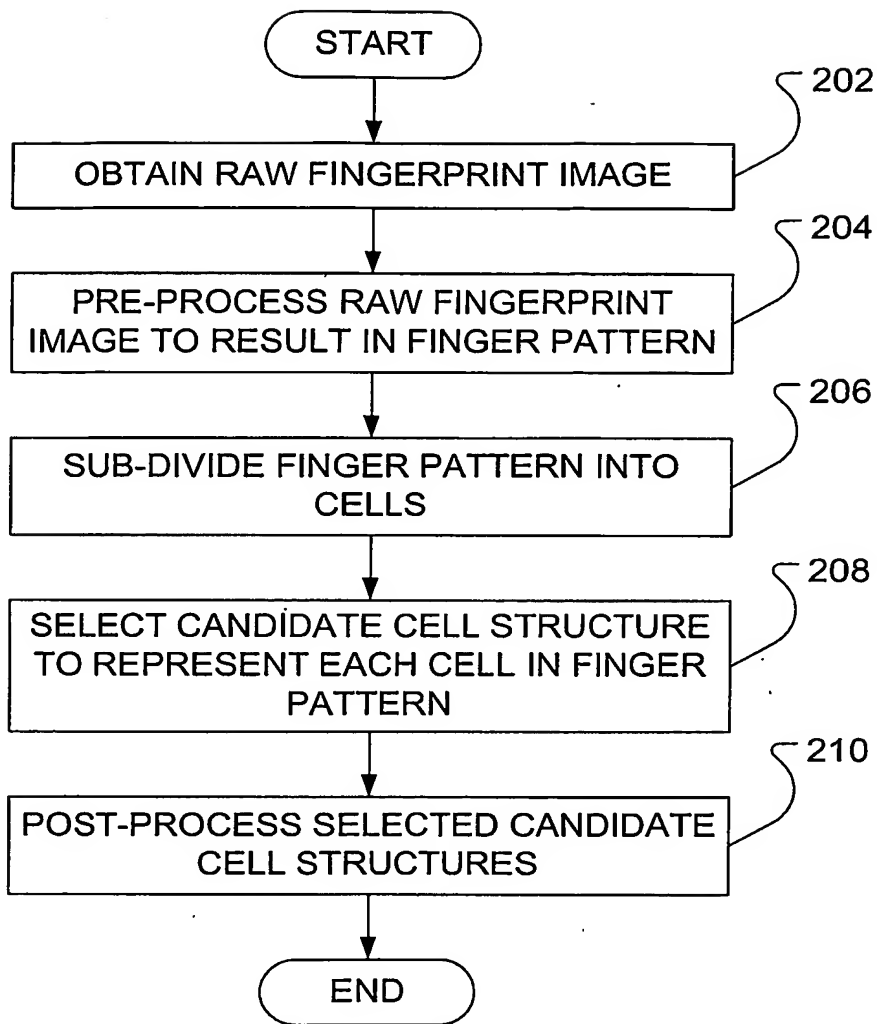 START
202
OBTAIN RAW FINGERPRINT IMAGE
204
PRE-PROCESS RAW FINGERPRINT
IMAGE TO RESULT IN FINGER PATTERN
206
SUB-DIVIDE FINGER PATTERN INTO
CELLS
208
SELECT CANDIDATE CELL STRUCTURE
TO REPRESENT EACH CELL IN FINGER
PATTERN
210
POST-PROCESS SELECTED CANDIDATE
CELL STRUCTURES
END